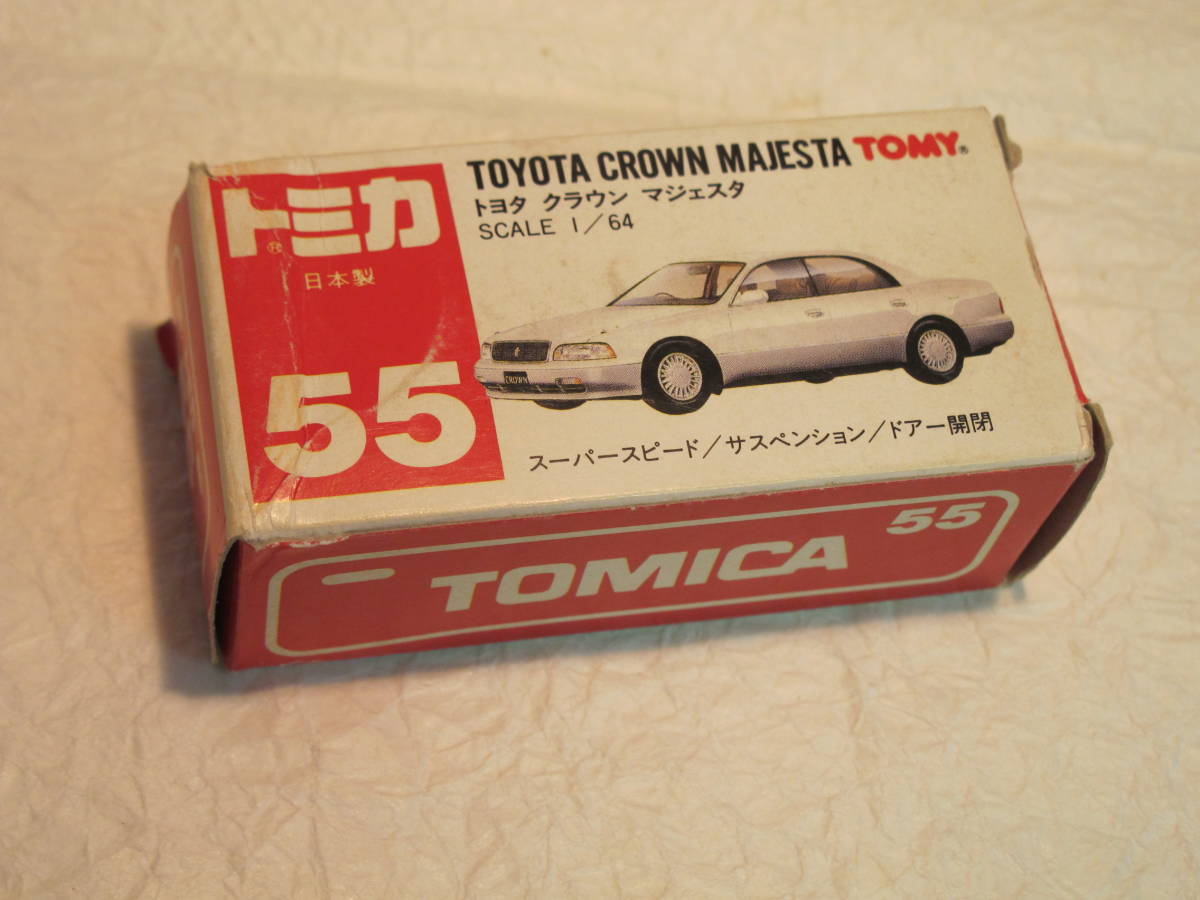 トミカ®
日本製
55
TOYOTA CROWN MAJESTA TOMY®
トヨタ クラウン マジェスタ
SCALE 1/64
CROWN
スーパースピード/サスペンション/ドアー開閉
TOMICA 55